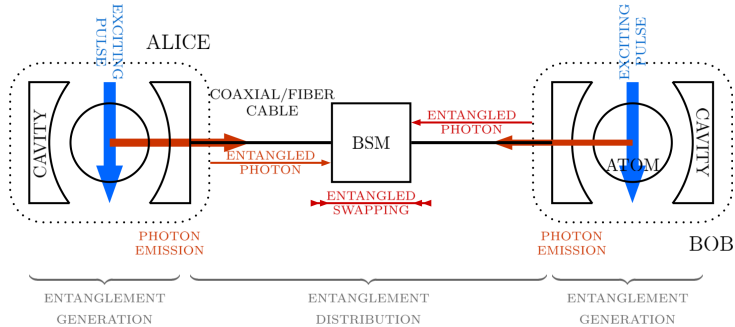 EXCITING
PULSE
ALICE
CAVITY
COAXIAL/FIBER
CABLE
ENTANGLED
PHOTON
BSM
ENTANGLED
PHOTON
ENTANGLED
SWAPPING
EXCITING
PULSE
ATOM
CAVITY
BOB
PHOTON
EMISSION
PHOTON
EMISSION
ENTANGLEMENT
GENERATION
ENTANGLEMENT
DISTRIBUTION
ENTANGLEMENT
GENERATION